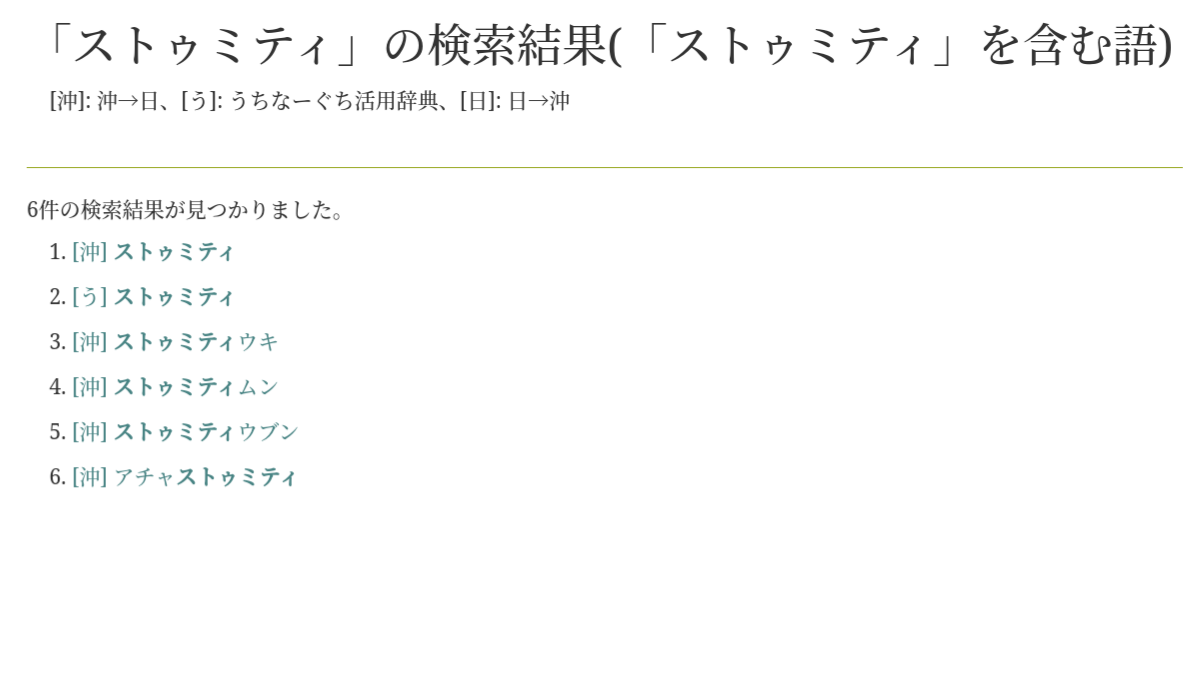 「ストゥミティ」の検索結果(「ストゥミティ」を含む語)
[沖]: 沖→日、[う]: うちなーぐち活用辞典、[日]: 日→沖
6件の検索結果が見つかりました。
1. [沖] ストゥミティ
2. [う] ストゥミティ
3. [沖] ストゥミティウキ
4. [沖] ストゥミティムン
5. [沖] ストゥミティウブン
6. [沖] アチャストゥミティ